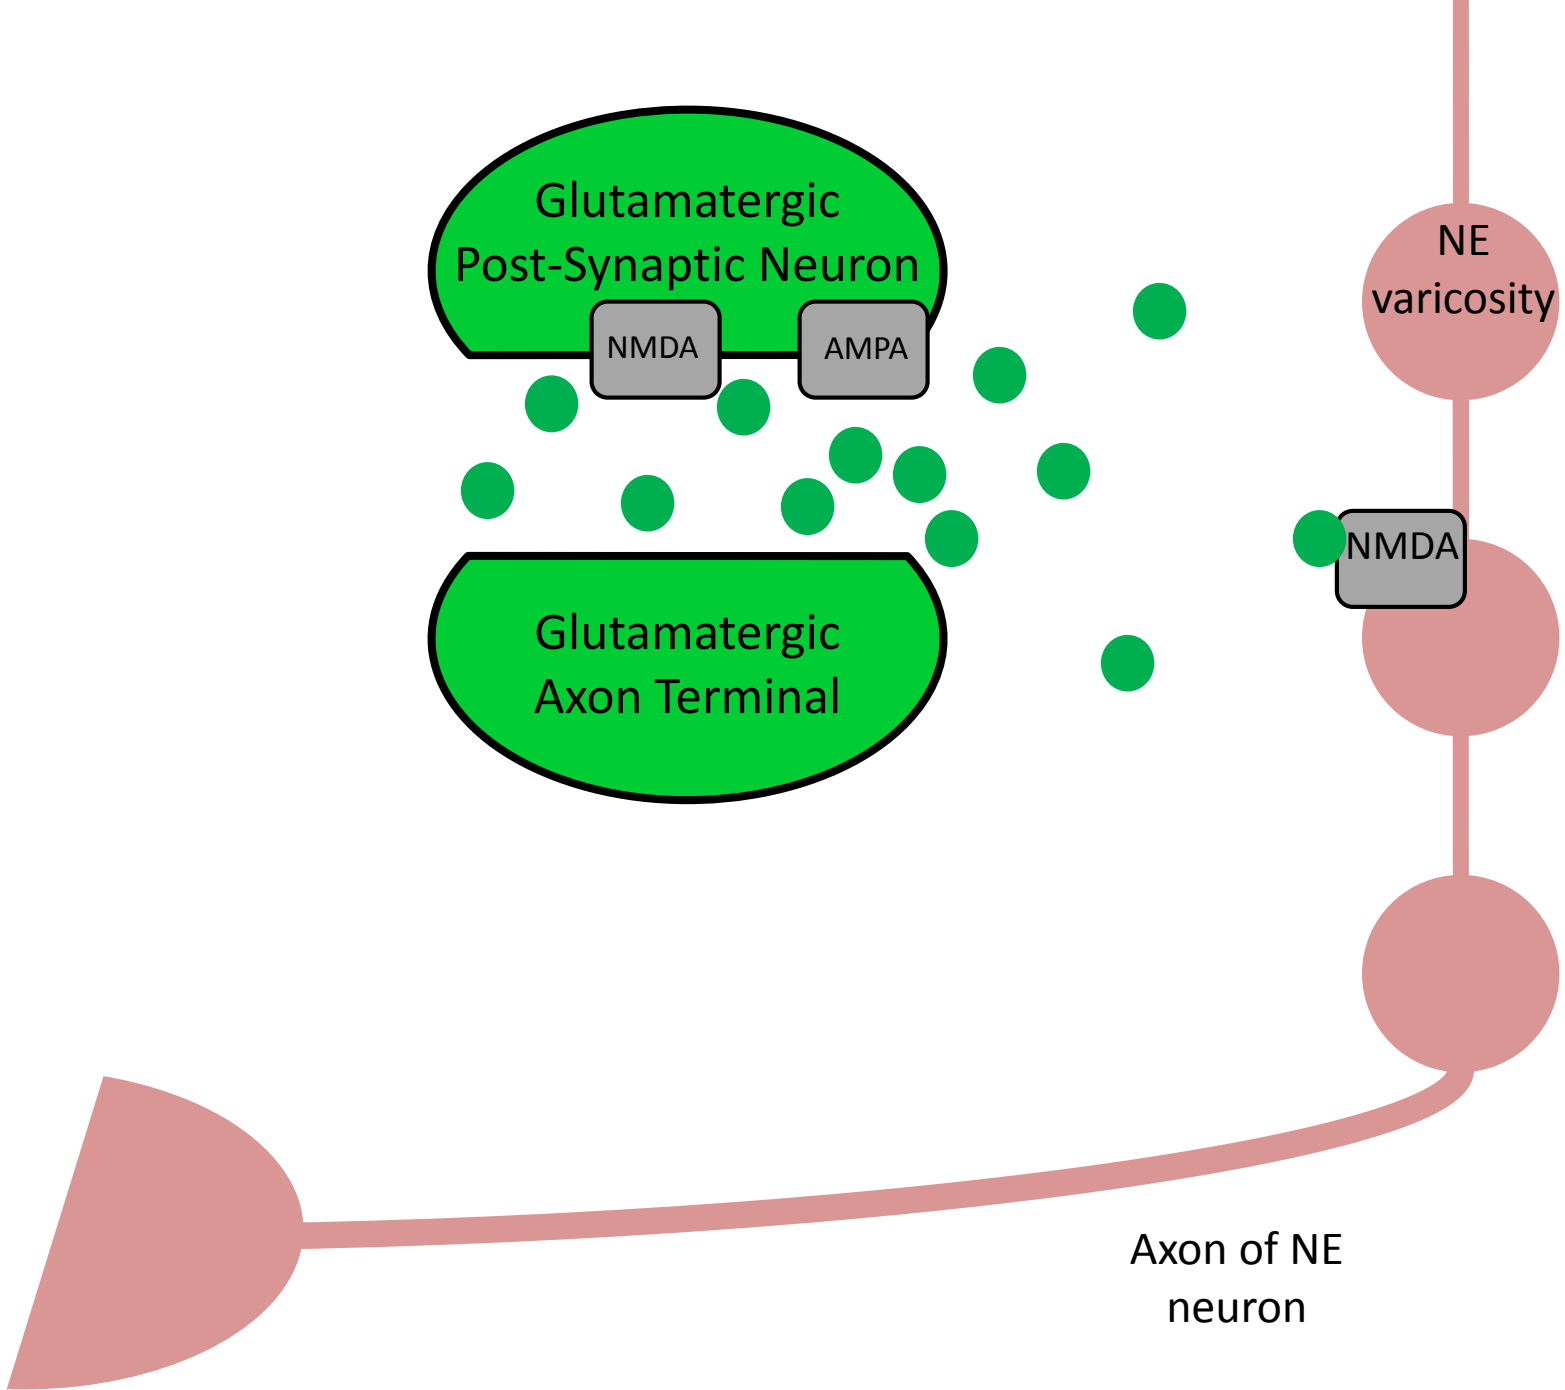 Glutamatergic
Post-Synaptic Neuron
NMDA
AMPA
NE
varicosity
NMDA
Glutamatergic
Axon Terminal
Axon of NE
neuron